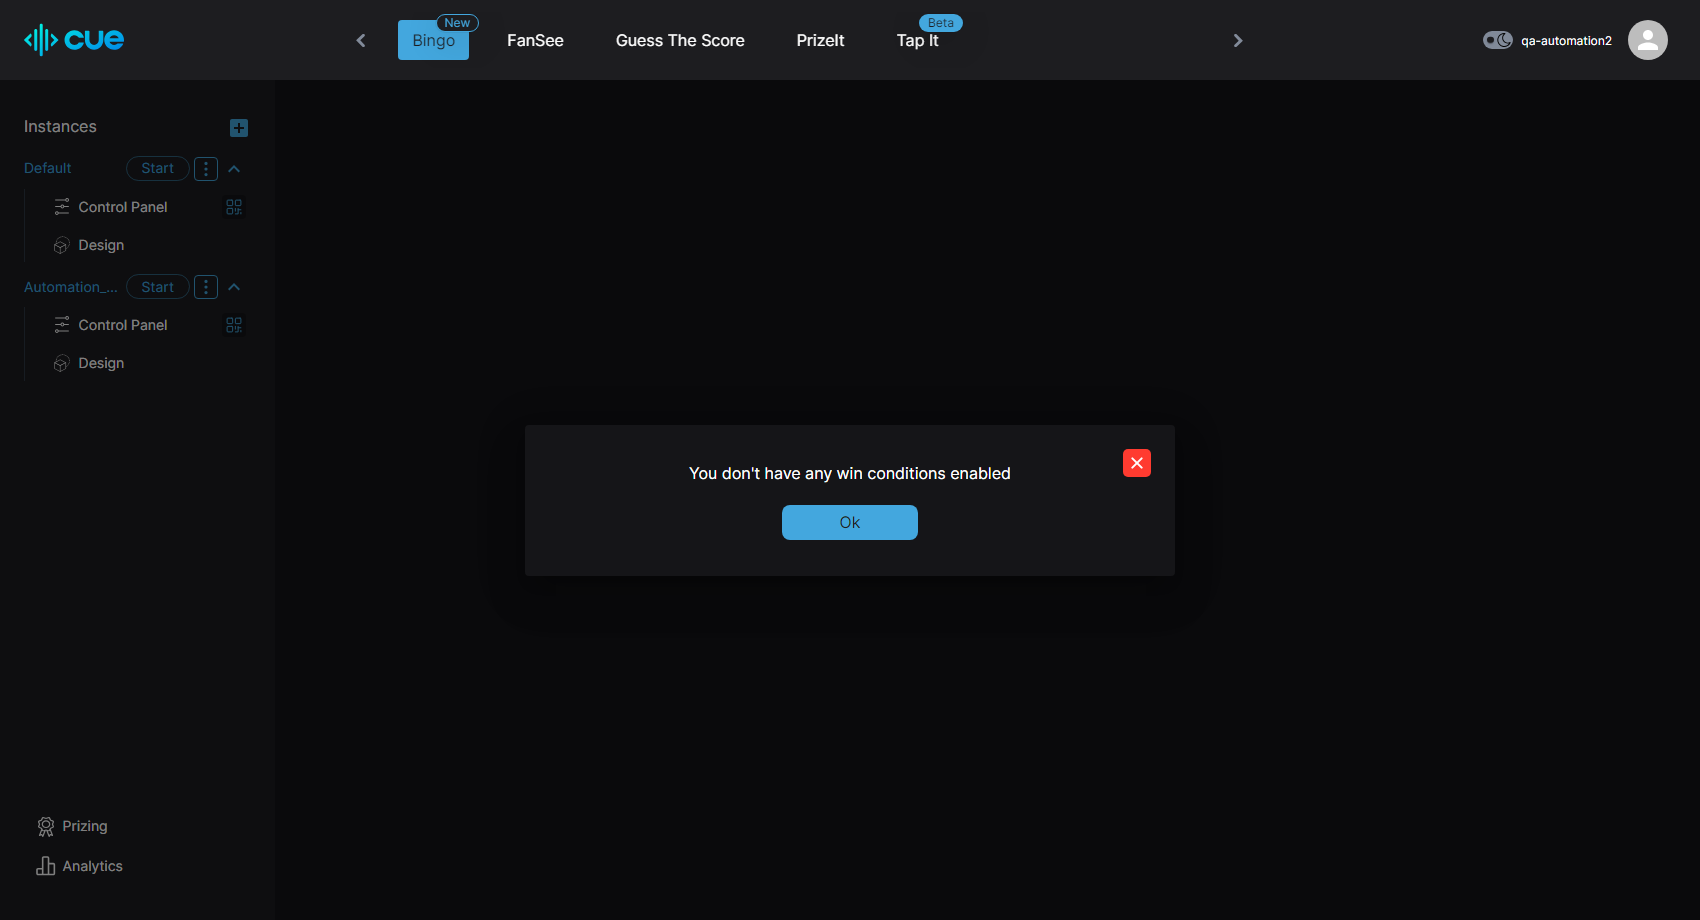 cue
Bingo
New
FanSee
Guess The Score
PrizeIt
Tap It
Beta
qa-automation2
Instances
Default
Start
Control Panel
Design
Automation_...
Start
Control Panel
Design
You don't have any win conditions enabled
Ok
Prizing
Analytics